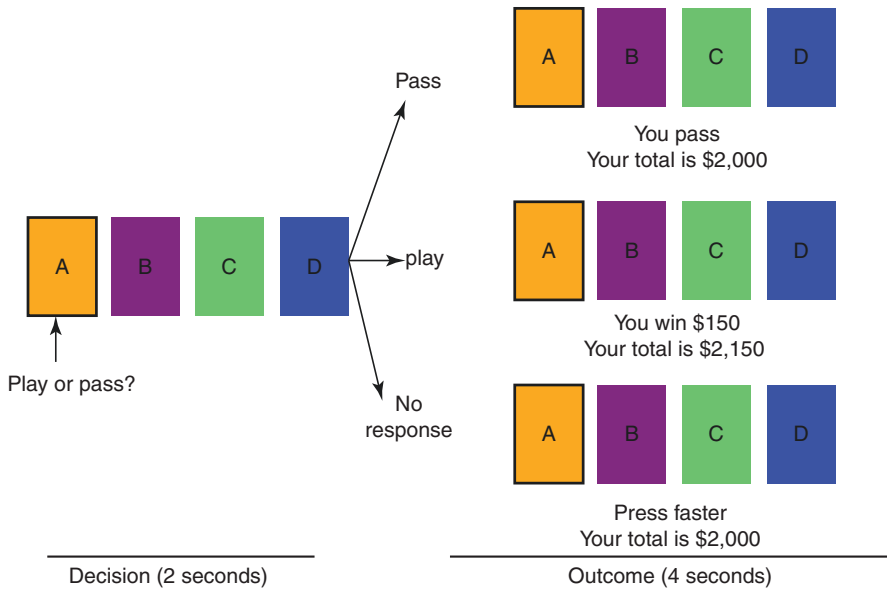 A B C D
You pass
Your total is $2,000
Pass
A B C D
Play or pass?
play
A B C D
You win $150
Your total is $2,150
No
response
A B C D
Press faster
Your total is $2,000
Decision (2 seconds)
Outcome (4 seconds)